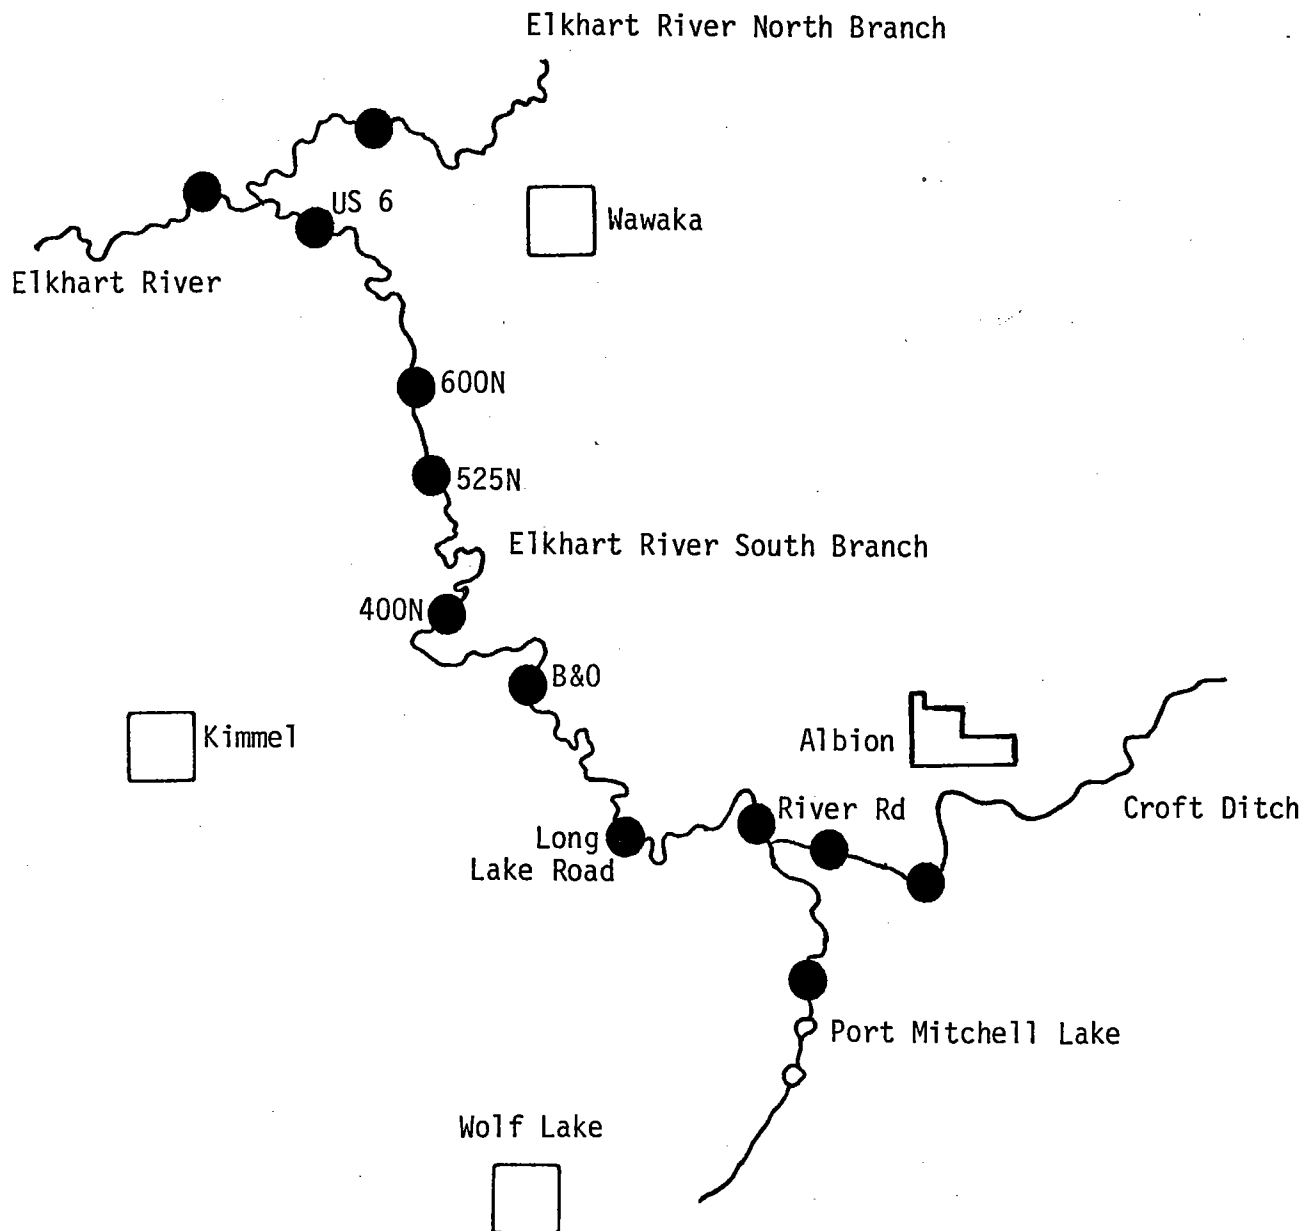 Elkhart River North Branch
US 6
Wawaka
Elkhart River
600N
525N
Elkhart River South Branch
400N
B&O
Kimmel
Albion
River Rd
Croft Ditch
Long
Lake Road
Port Mitchell Lake
Wolf Lake